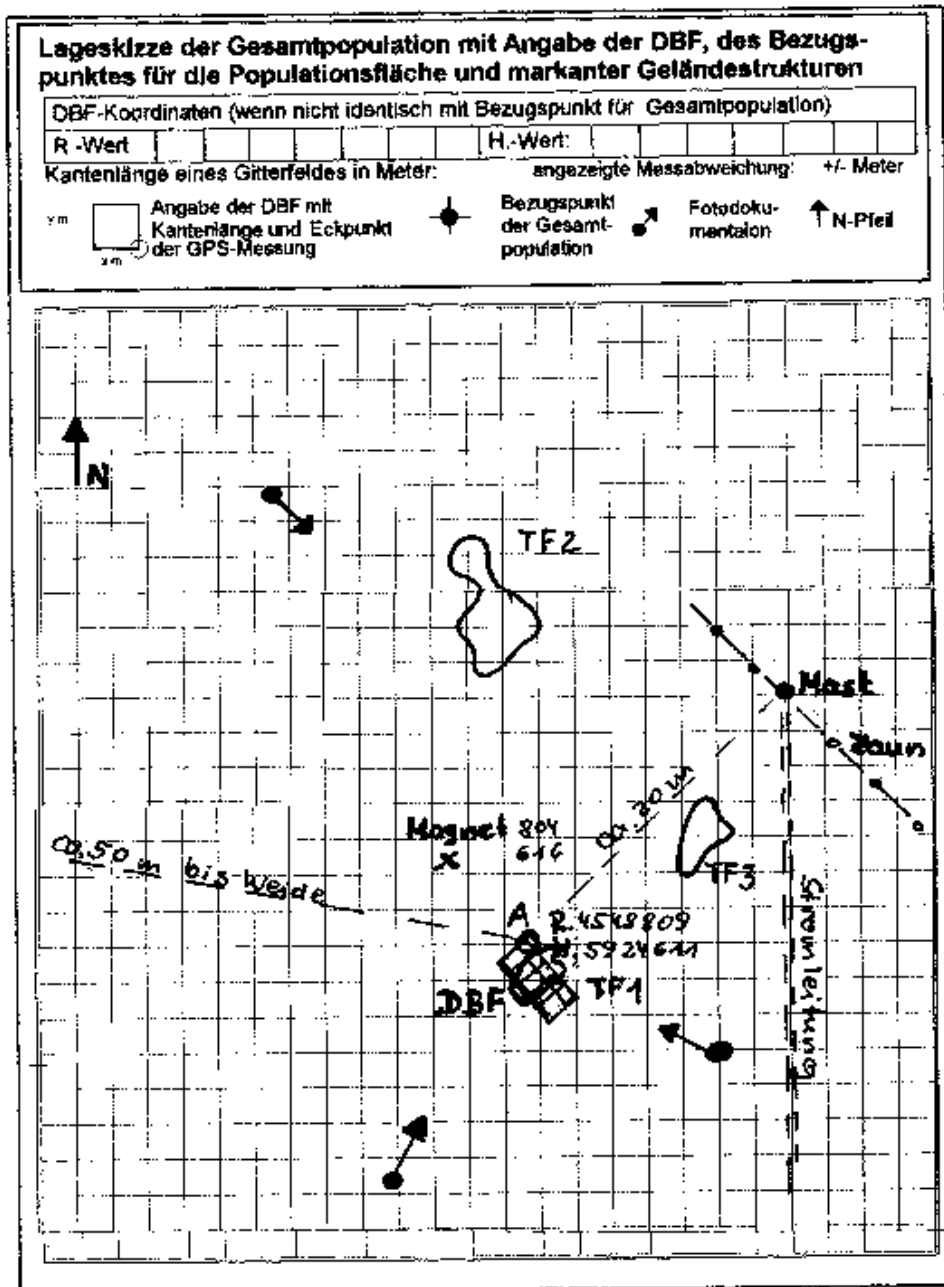 Lageskizze der Gesamtpopulation mit Angabe der DBF, des Bezugs-
punktes für die Populationsfläche und markanter Geländestrukturen
DBF-Koordinaten (wenn nicht identisch mit Bezugspunkt für Gesamtpopulation)
R.-Wert H.-Wert:
Kantenlänge eines Gitterfeldes in Meter: angezeigte Messabweichung: +/- Meter
y m
Angabe der DBF mit
Kantenlänge und Eckpunkt
der GPS-Messung
x m
Bezugspunkt
der Gesamt-
population
Fotodoku-
mentaion
N-Pfeil
N
TF2
Mast
Zaun
ca. 30 m
Magnet 804
x 614
TF3
ca. 50 m bis Weide
A R. 4548809
H. 5924611
DBF TF1
Stromleitung